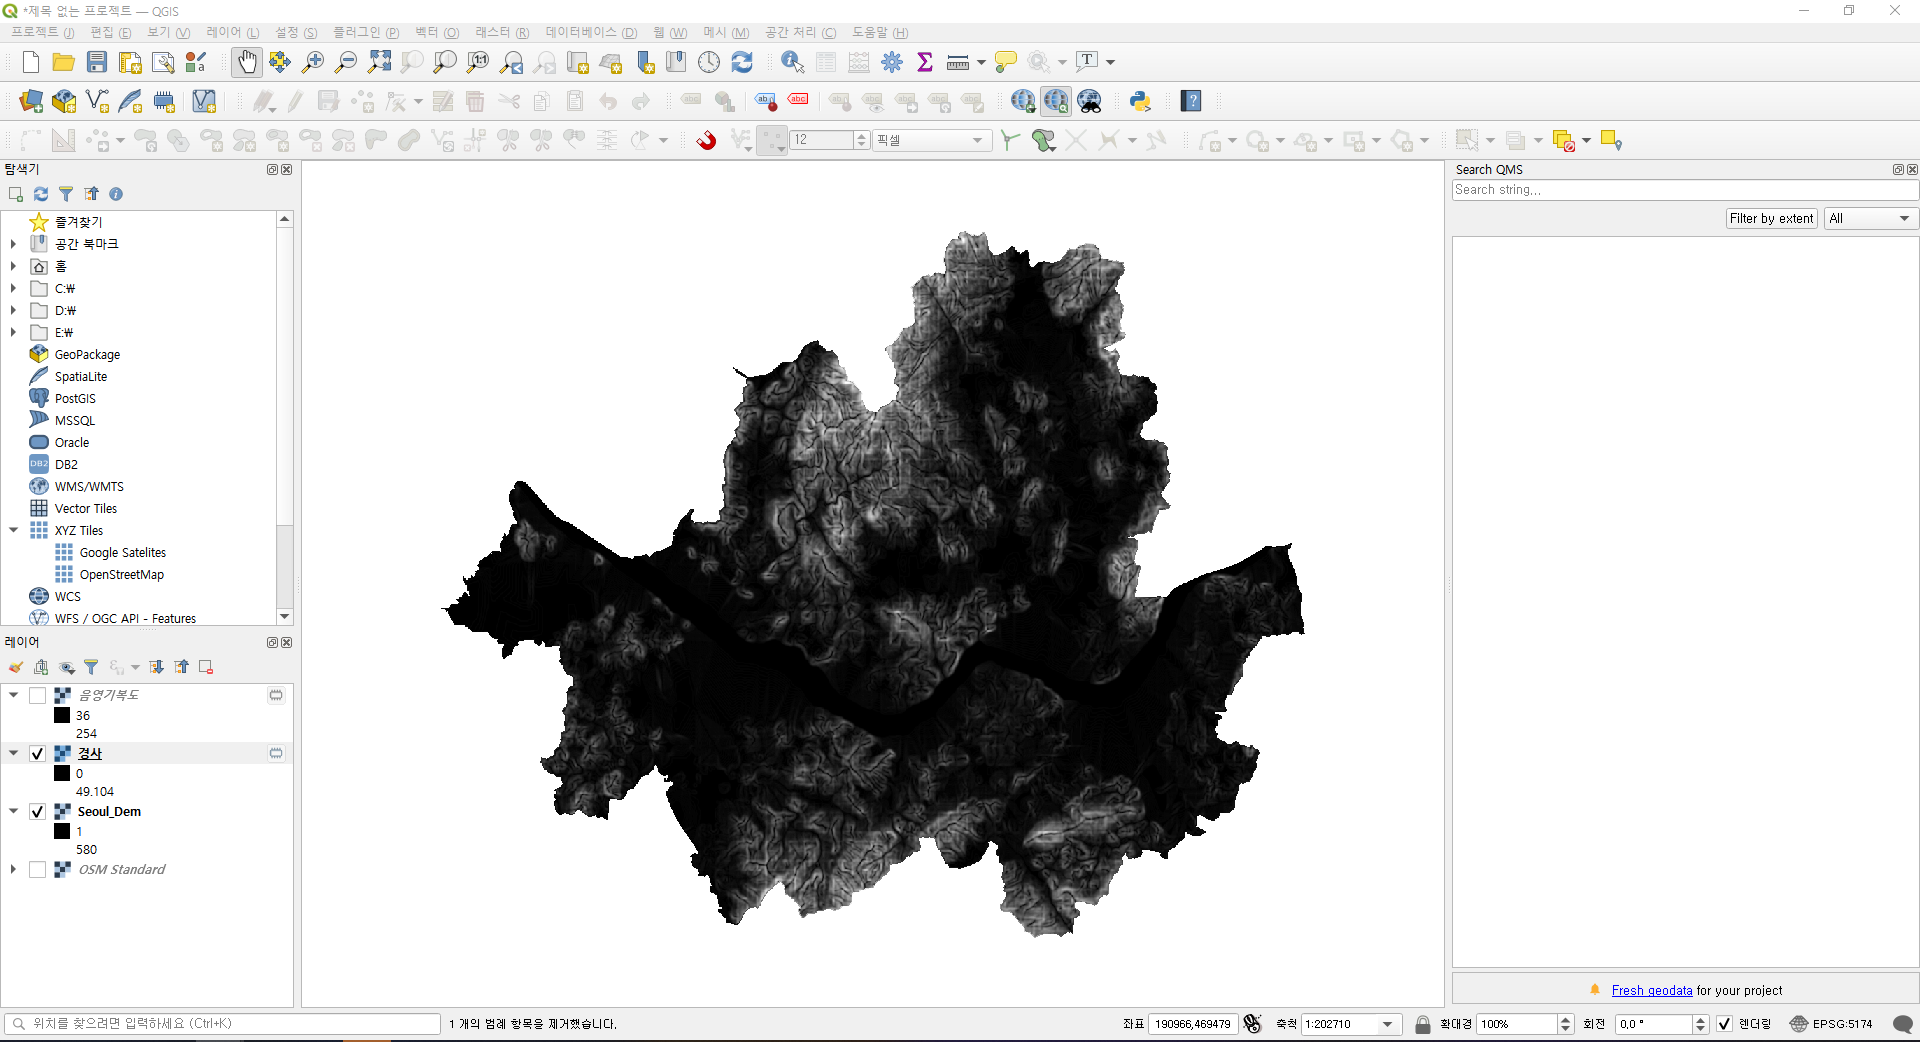 *제목 없는 프로젝트 — QGIS
프로젝트 (J) 편집 (E) 보기 (V) 레이어 (L) 설정 (S) 플러그인 (P) 벡터 (O) 래스터 (R) 데이터베이스 (D) 웹 (W) 메시 (M) 공간 처리 (C) 도움말 (H)
12 픽셀
탐색기
즐겨찾기
공간 북마크
홈
C:₩
D:₩
E:₩
GeoPackage
SpatiaLite
PostGIS
MSSQL
Oracle
DB2
WMS/WMTS
Vector Tiles
XYZ Tiles
Google Satelites
OpenStreetMap
WCS
WFS / OGC API - Features
레이어
음영기복도
36
254
경사
0
49.104
Seoul_Dem
1
580
OSM Standard
Search QMS
Search string...
Filter by extent All
Fresh geodata for your project
위치를 찾으려면 입력하세요 (Ctrl+K) 1 개의 범례 항목을 제거했습니다. 좌표 190966,469479 축척 1:202710 확대경 100% 회전 0,0 ° 렌더링 EPSG:5174